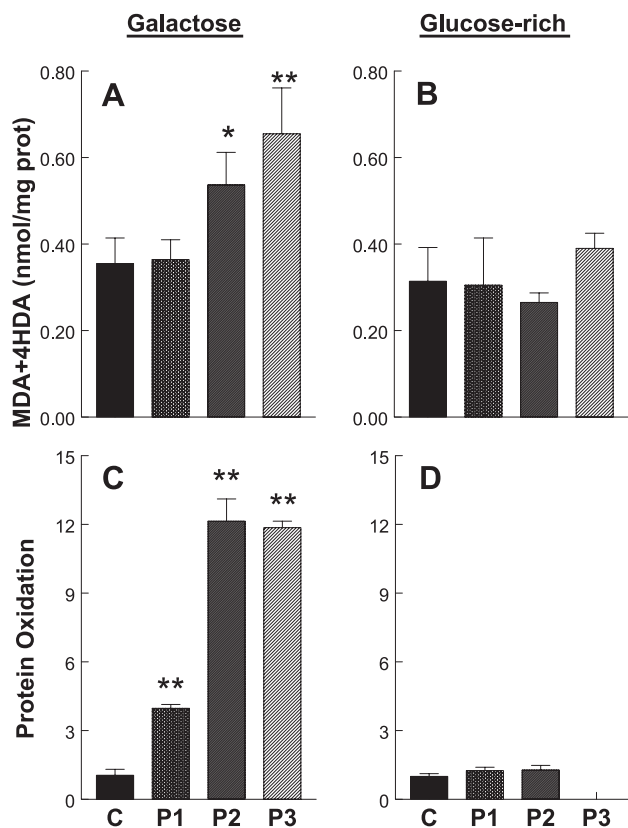 Galactose
Glucose-rich
A
B
**
*
0.80
0.60
0.40
0.20
0.00
0.80
0.60
0.40
0.20
0.00
MDA+4HDA (nmol/mg prot)
C
D
**
**
**
15
12
9
6
3
0
15
12
9
6
3
0
Protein Oxidation
C P1 P2 P3
C P1 P2 P3